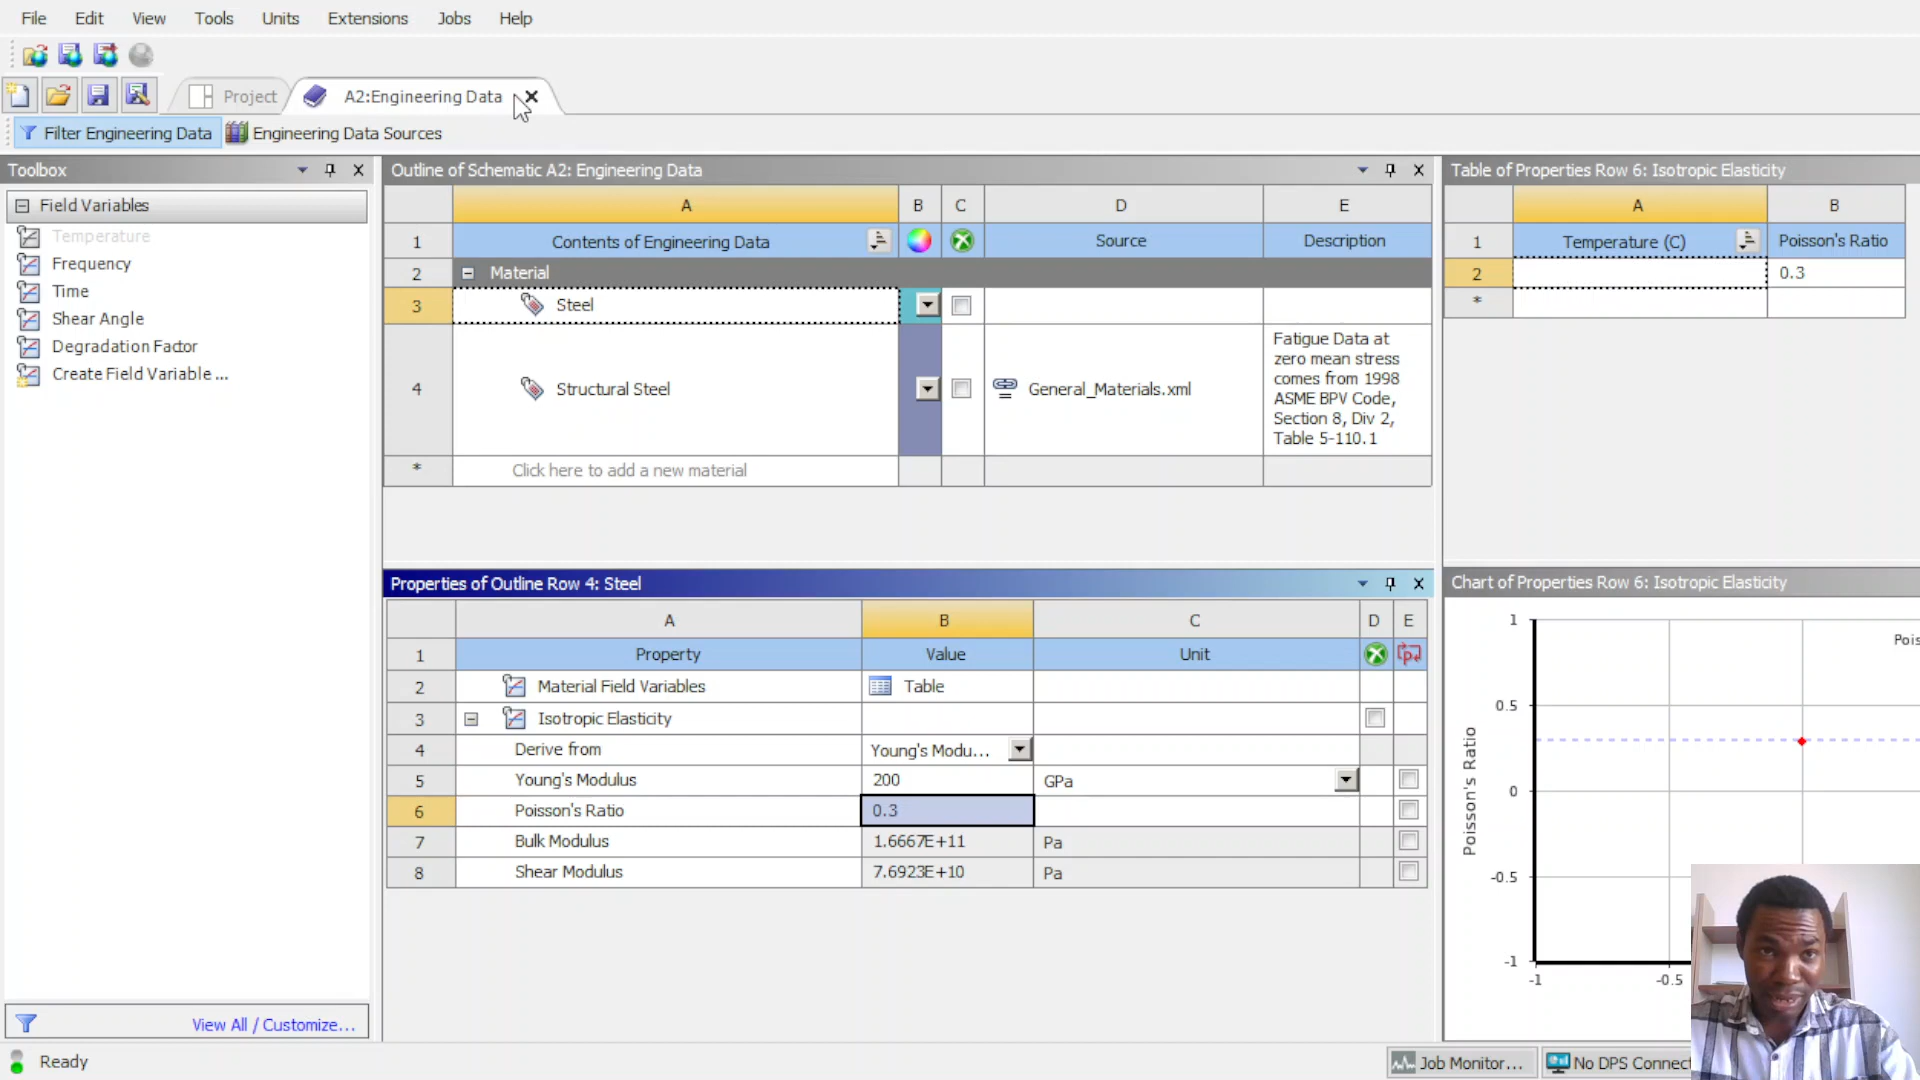 File Edit View Tools Units Extensions Jobs Help
Project A2:Engineering Data
Filter Engineering Data Engineering Data Sources
Toolbox
Field Variables
Temperature
Frequency
Time
Shear Angle
Degradation Factor
Create Field Variable ...
View All / Customize...
Outline of Schematic A2: Engineering Data
A B C D E
1 Contents of Engineering Data Source Description
2 Material
3 Steel
4 Structural Steel General_Materials.xml
Fatigue Data at
zero mean stress
comes from 1998
ASME BPV Code,
Section 8, Div 2,
Table 5-110.1
* Click here to add a new material
Properties of Outline Row 4: Steel
A B C D E
1 Property Value Unit
2 Material Field Variables Table
3 Isotropic Elasticity
4 Derive from Young's Modu...
5 Young's Modulus 200 GPa
6 Poisson's Ratio 0.3
7 Bulk Modulus 1.6667E+11 Pa
8 Shear Modulus 7.6923E+10 Pa
Table of Properties Row 6: Isotropic Elasticity
A B
1 Temperature (C) Poisson's Ratio
2 0.3
*
Chart of Properties Row 6: Isotropic Elasticity
1
0.5
0
-0.5
-1
Poisson's Ratio
-1 -0.5
Pois
Ready
Job Monitor... No DPS Connect